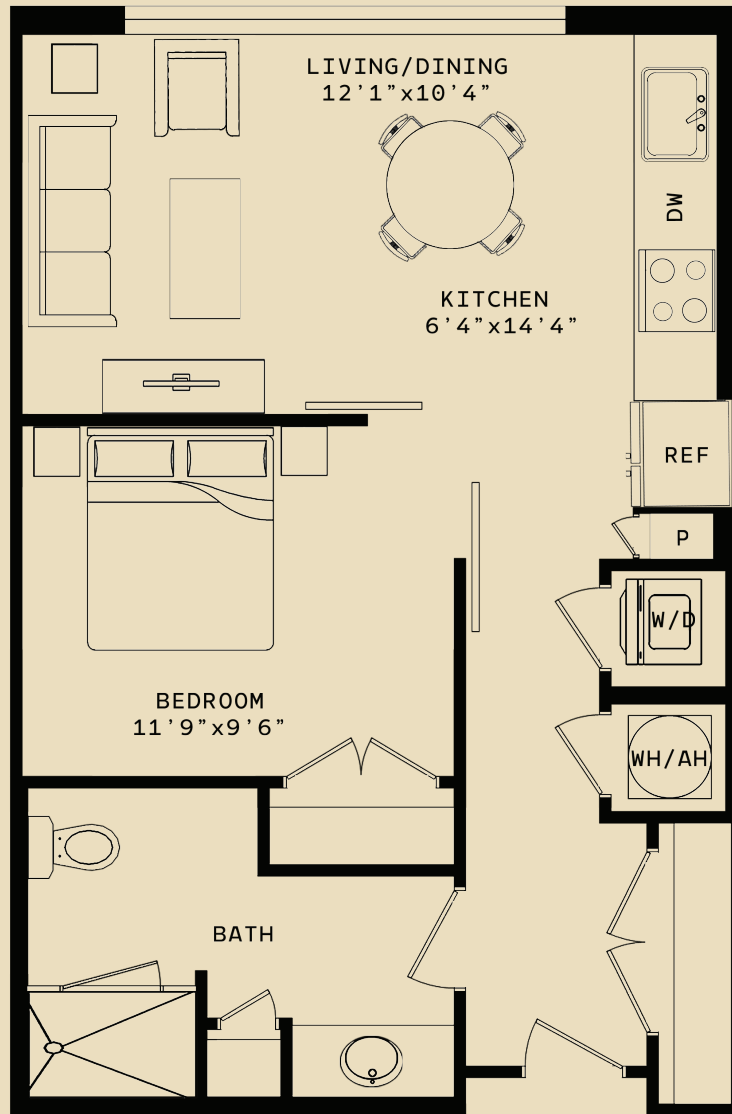 LIVING/DINING
12'1"x10'4"
DW
KITCHEN
6'4"x14'4"
REF
P
W/D
BEDROOM
11'9"x9'6"
WH/AH
BATH